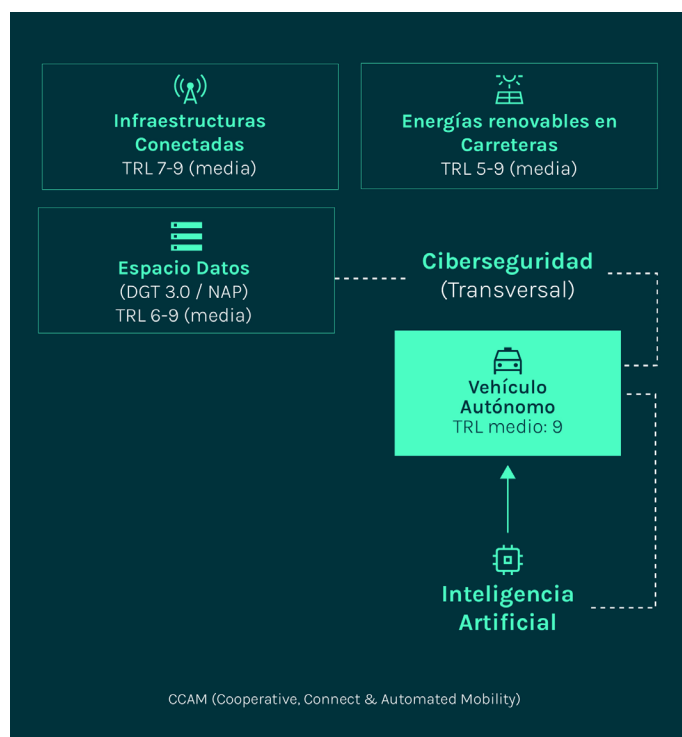 Infraestructuras
Conectadas
TRL 7-9 (media)
Energías renovables en
Carreteras
TRL 5-9 (media)
Espacio Datos
(DGT 3.0 / NAP)
TRL 6-9 (media)
Ciberseguridad
(Transversal)
Vehículo
Autónomo
TRL medio: 9
Inteligencia
Artificial
CCAM (Cooperative, Connect & Automated Mobility)